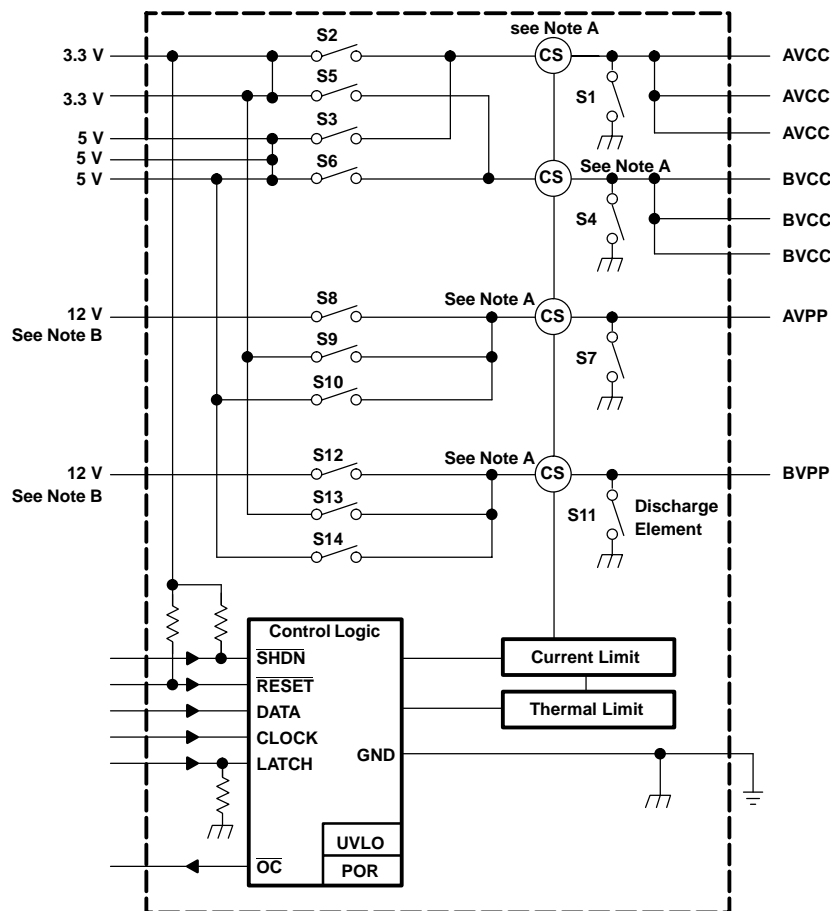 see Note A
S2
3.3 V
CS
AVCC
S5
S1
3.3 V
AVCC
S3
5 V
AVCC
5 V
S6
See Note A
5 V
CS
BVCC
S4
BVCC
BVCC
S8
See Note A
12 V
CS
AVPP
See Note B
S9
S7
S10
S12
See Note A
12 V
CS
BVPP
See Note B
S13
S11
Discharge
Element
S14
Control Logic
SHDN
Current Limit
RESET
DATA
Thermal Limit
CLOCK
GND
LATCH
UVLO
OC
POR